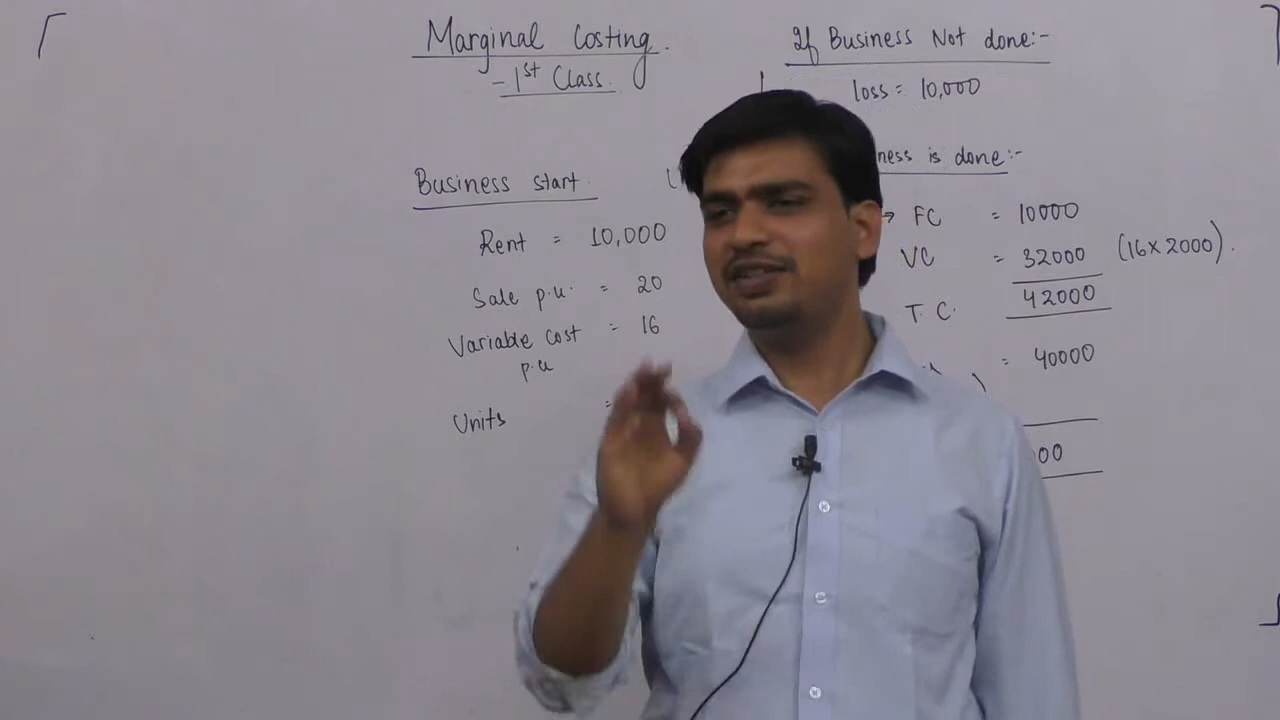 Marginal Costing.
- 1st Class.
Business start.
Rent = 10,000
Sale p.u. = 20
Variable cost = 16
p.u
Units =
If Business Not done:-
loss = 10,000
ness is done:-
→ FC = 10000
VC = 32000 (16×2000).
T.C. 42000
= 40000
00